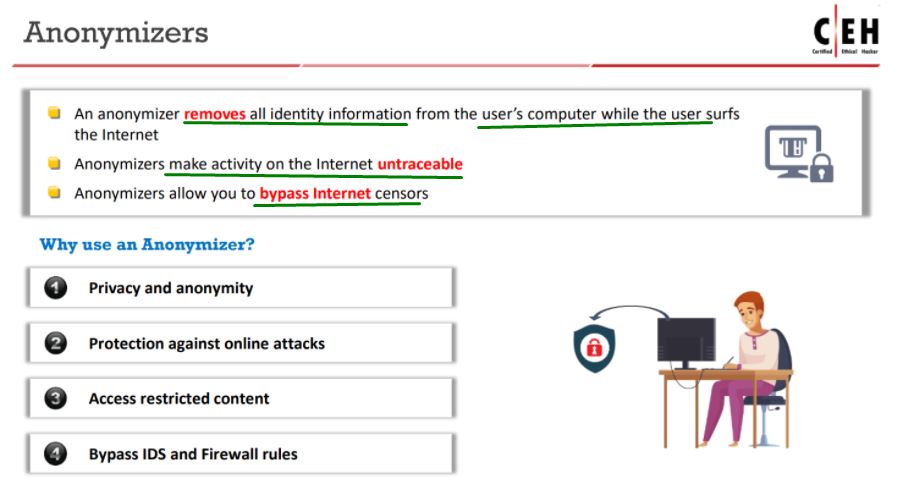 Anonymizers
C|EH
Certified Ethical Hacker
An anonymizer removes all identity information from the user's computer while the user surfs
the Internet
Anonymizers make activity on the Internet untraceable
Anonymizers allow you to bypass Internet censors
Why use an Anonymizer?
1 Privacy and anonymity
2 Protection against online attacks
3 Access restricted content
4 Bypass IDS and Firewall rules